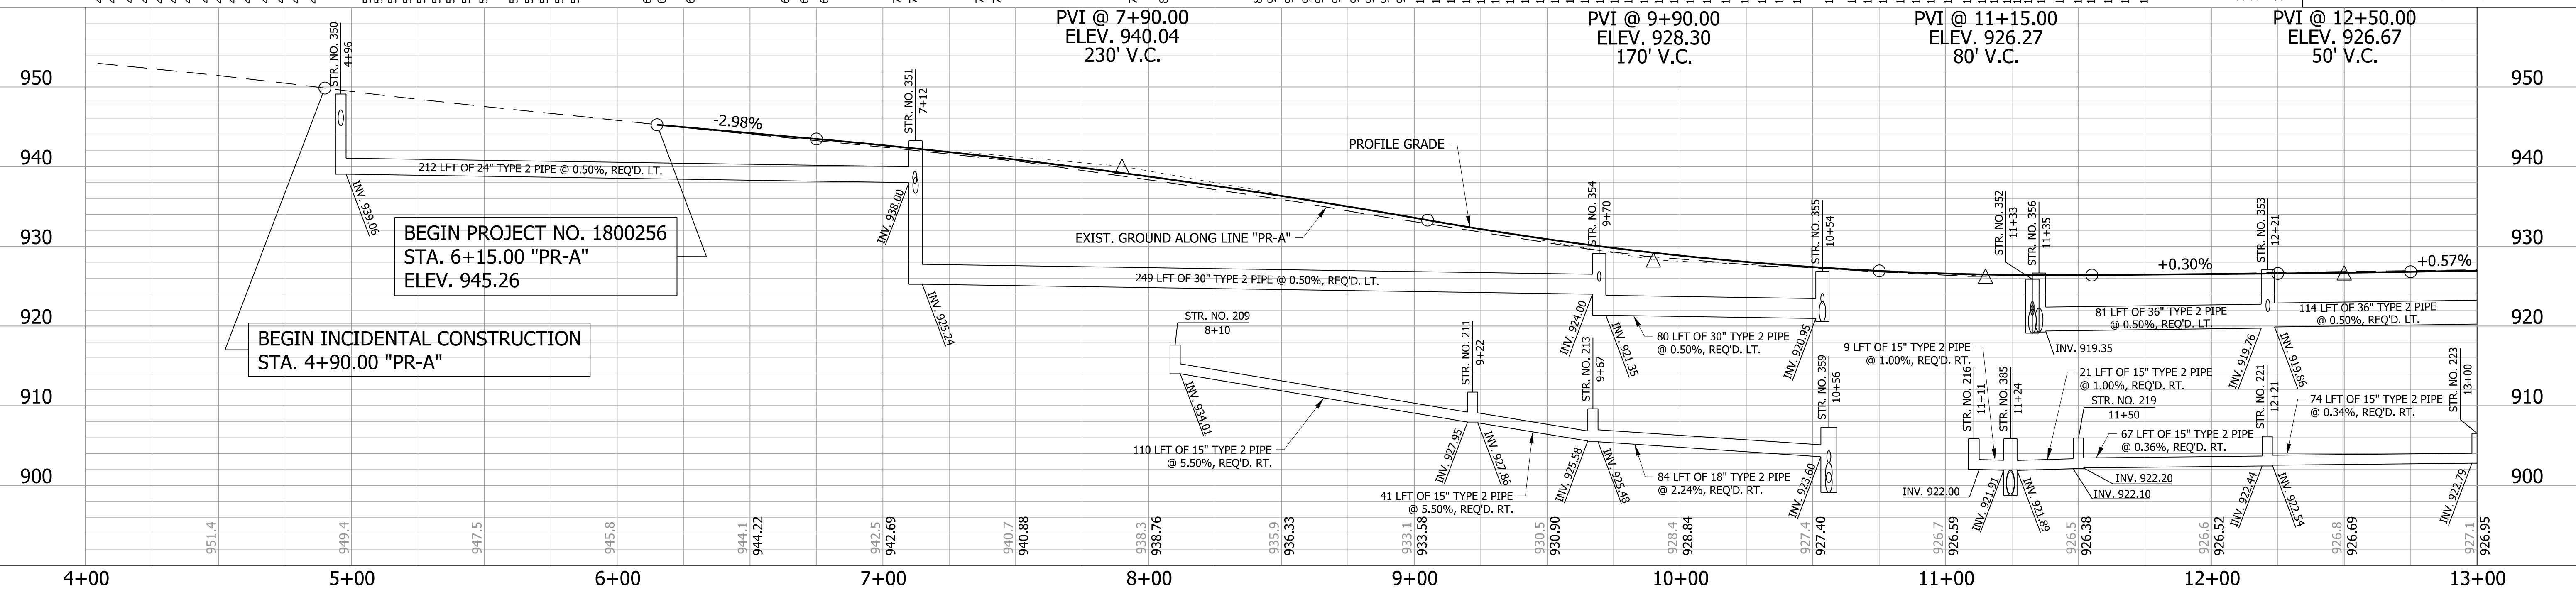 PVI @ 7+90.00
ELEV. 940.04
230' V.C.
PVI @ 9+90.00
ELEV. 928.30
170' V.C.
PVI @ 11+15.00
ELEV. 926.27
80' V.C.
PVI @ 12+50.00
ELEV. 926.67
50' V.C.
950
940
930
920
910
900
950
940
930
920
910
900
STR. NO. 350
4+96
-2.98%
STR. NO. 351
7+12
PROFILE GRADE
212 LFT OF 24" TYPE 2 PIPE @ 0.50%, REQ'D. LT.
INV. 939.06
INV. 938.00
BEGIN PROJECT NO. 1800256
STA. 6+15.00 "PR-A"
ELEV. 945.26
BEGIN INCIDENTAL CONSTRUCTION
STA. 4+90.00 "PR-A"
EXIST. GROUND ALONG LINE "PR-A"
249 LFT OF 30" TYPE 2 PIPE @ 0.50%, REQ'D. LT.
INV. 925.24
STR. NO. 354
9+70
INV. 924.00
INV. 921.35
80 LFT OF 30" TYPE 2 PIPE
@ 0.50%, REQ'D. LT.
STR. NO. 355
10+54
INV. 920.95
STR. NO. 352
11+33
STR. NO. 356
11+35
INV. 919.35
+0.30%
STR. NO. 353
12+21
81 LFT OF 36" TYPE 2 PIPE
@ 0.50%, REQ'D. LT.
INV. 919.76
INV. 919.86
+0.57%
114 LFT OF 36" TYPE 2 PIPE
@ 0.50%, REQ'D. LT.
STR. NO. 209
8+10
INV. 934.01
110 LFT OF 15" TYPE 2 PIPE
@ 5.50%, REQ'D. RT.
STR. NO. 211
9+22
INV. 927.95
INV. 927.86
41 LFT OF 15" TYPE 2 PIPE
@ 5.50%, REQ'D. RT.
STR. NO. 213
9+67
INV. 925.58
INV. 925.48
84 LFT OF 18" TYPE 2 PIPE
@ 2.24%, REQ'D. RT.
STR. NO. 359
10+56
INV. 923.60
9 LFT OF 15" TYPE 2 PIPE
@ 1.00%, REQ'D. RT.
STR. NO. 216
11+11
INV. 922.00
STR. NO. 385
11+24
INV. 921.91
INV. 921.89
21 LFT OF 15" TYPE 2 PIPE
@ 1.00%, REQ'D. RT.
STR. NO. 219
11+50
67 LFT OF 15" TYPE 2 PIPE
@ 0.36%, REQ'D. RT.
INV. 922.20
INV. 922.10
STR. NO. 221
12+21
INV. 922.44
INV. 922.54
74 LFT OF 15" TYPE 2 PIPE
@ 0.34%, REQ'D. RT.
STR. NO. 223
13+00
INV. 922.79
951.4
949.4
947.5
945.8
944.1
944.22
942.5
942.69
940.7
940.88
938.3
938.76
935.9
936.33
933.1
933.58
930.5
930.90
928.4
928.84
927.4
927.40
926.7
926.59
926.5
926.38
926.6
926.52
926.8
926.69
927.1
926.95
4+00
5+00
6+00
7+00
8+00
9+00
10+00
11+00
12+00
13+00